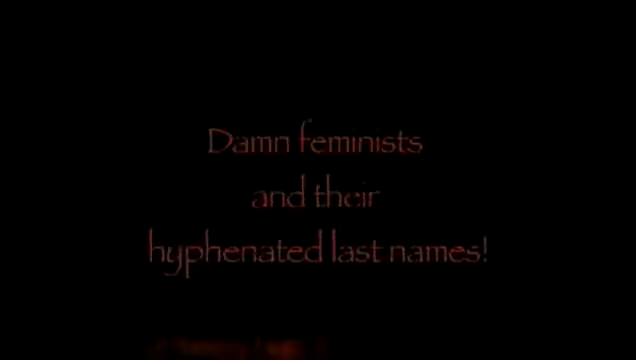 Damn feminists
and their
hyphenated last names!